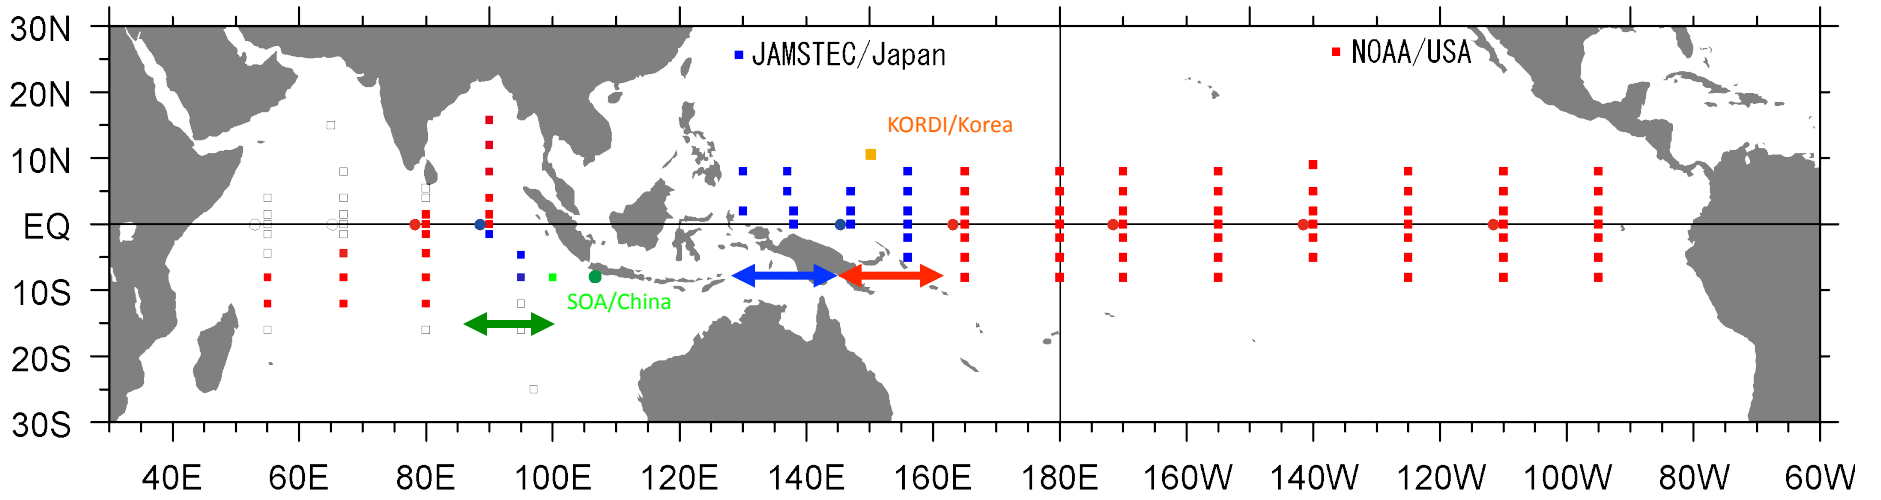 30N
20N
10N
EQ
10S
20S
30S
JAMSTEC/Japan
NOAA/USA
KORDI/Korea
SOA/China
40E 60E 80E 100E 120E 140E 160E 180E 160W 140W 120W 100W 80W 60W